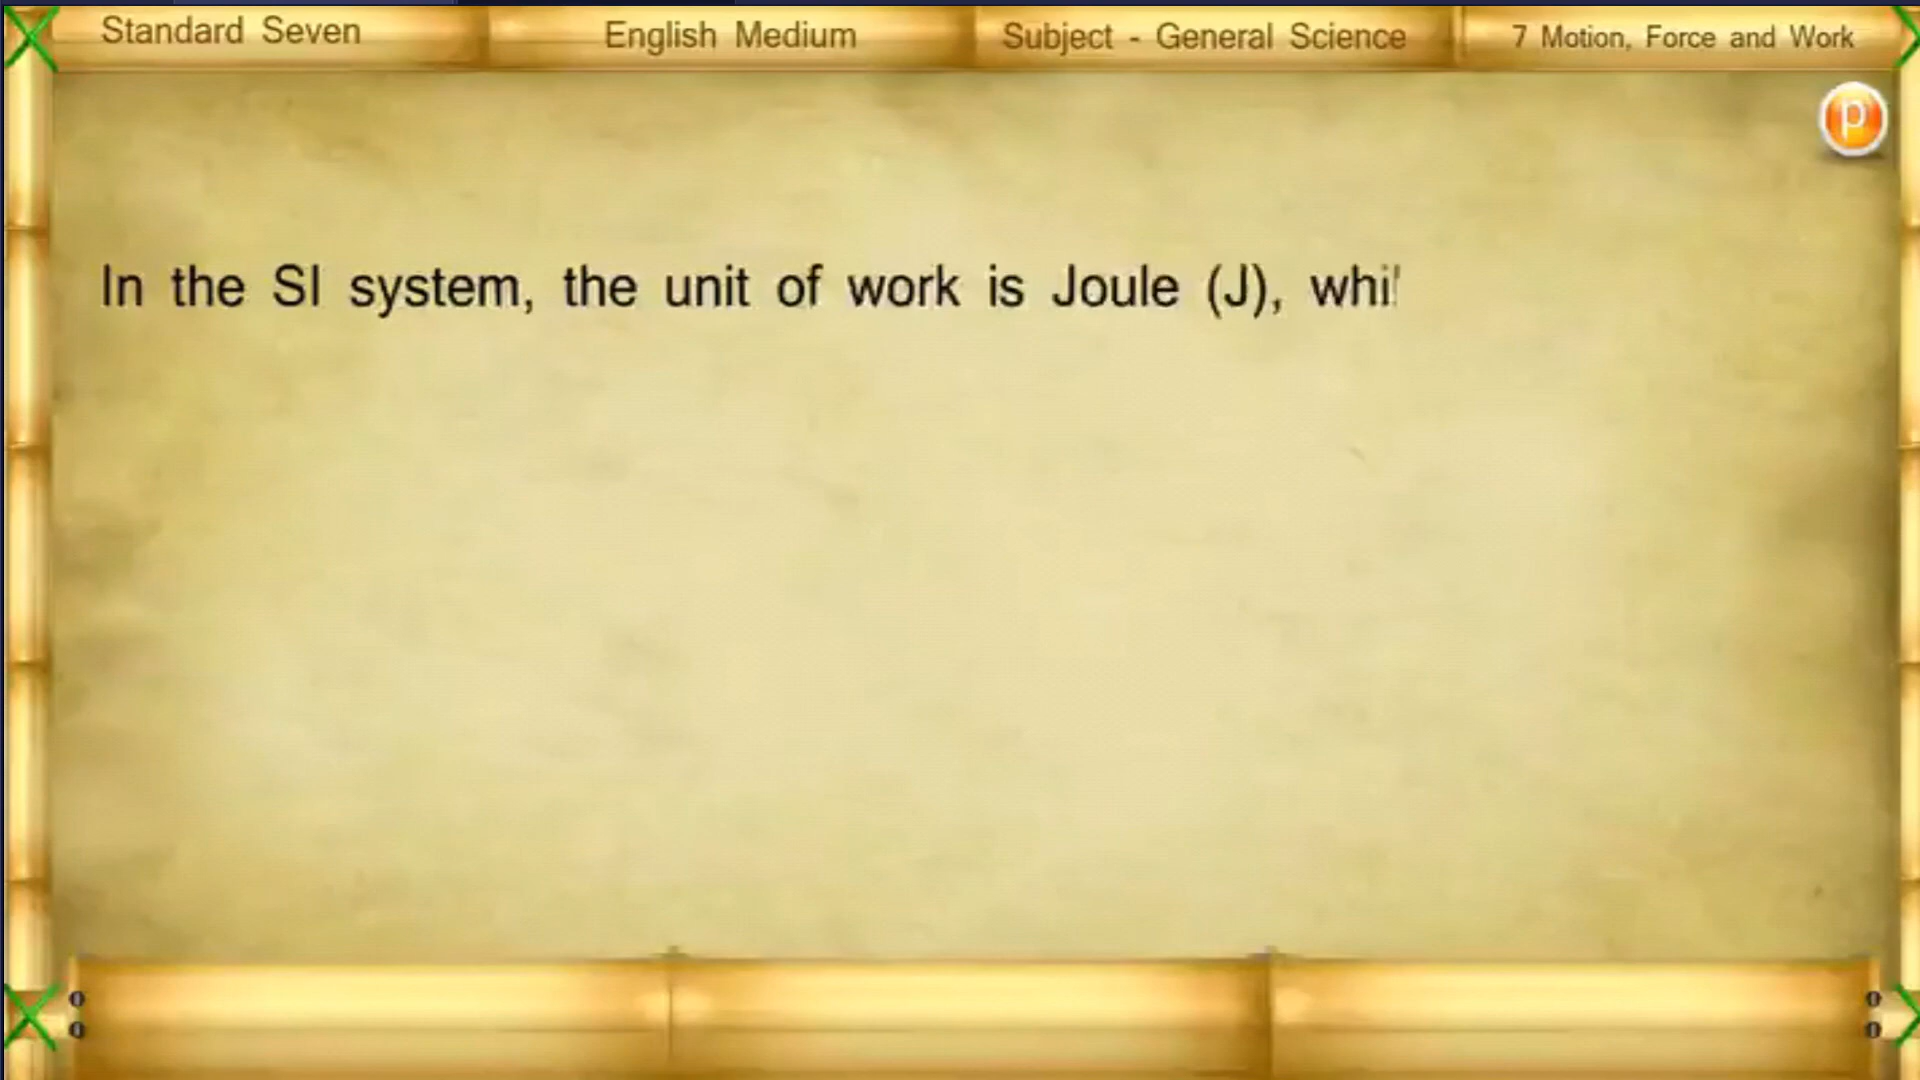 Standard Seven
English Medium
Subject - General Science
7 Motion, Force and Work
p
In the SI system, the unit of work is Joule (J), whi